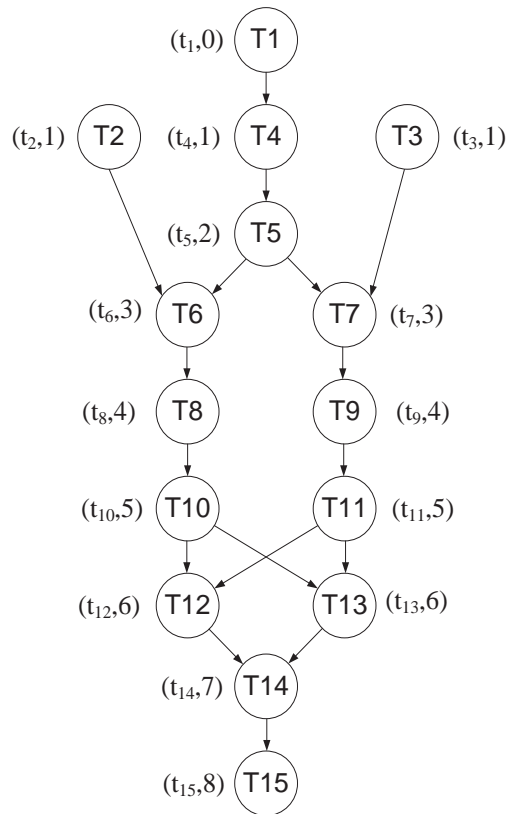 (t₁,0) T1
(t₂,1) T2 (t₄,1) T4 T3 (t₃,1)
(t₅,2) T5
(t₆,3) T6 T7 (t₇,3)
(t₈,4) T8 T9 (t₉,4)
(t₁₀,5) T10 T11 (t₁₁,5)
(t₁₂,6) T12 T13 (t₁₃,6)
(t₁₄,7) T14
(t₁₅,8) T15